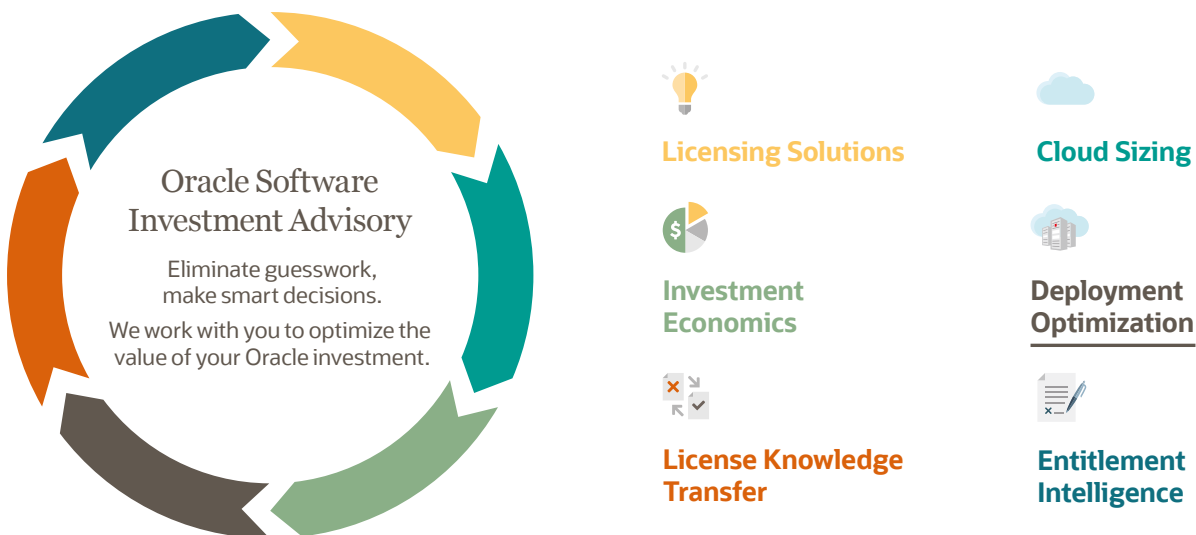 Oracle Software
Investment Advisory
Eliminate guesswork,
make smart decisions.
We work with you to optimize the
value of your Oracle investment.
Licensing Solutions
Cloud Sizing
$
Investment
Economics
Deployment
Optimization
License Knowledge
Transfer
Entitlement
Intelligence